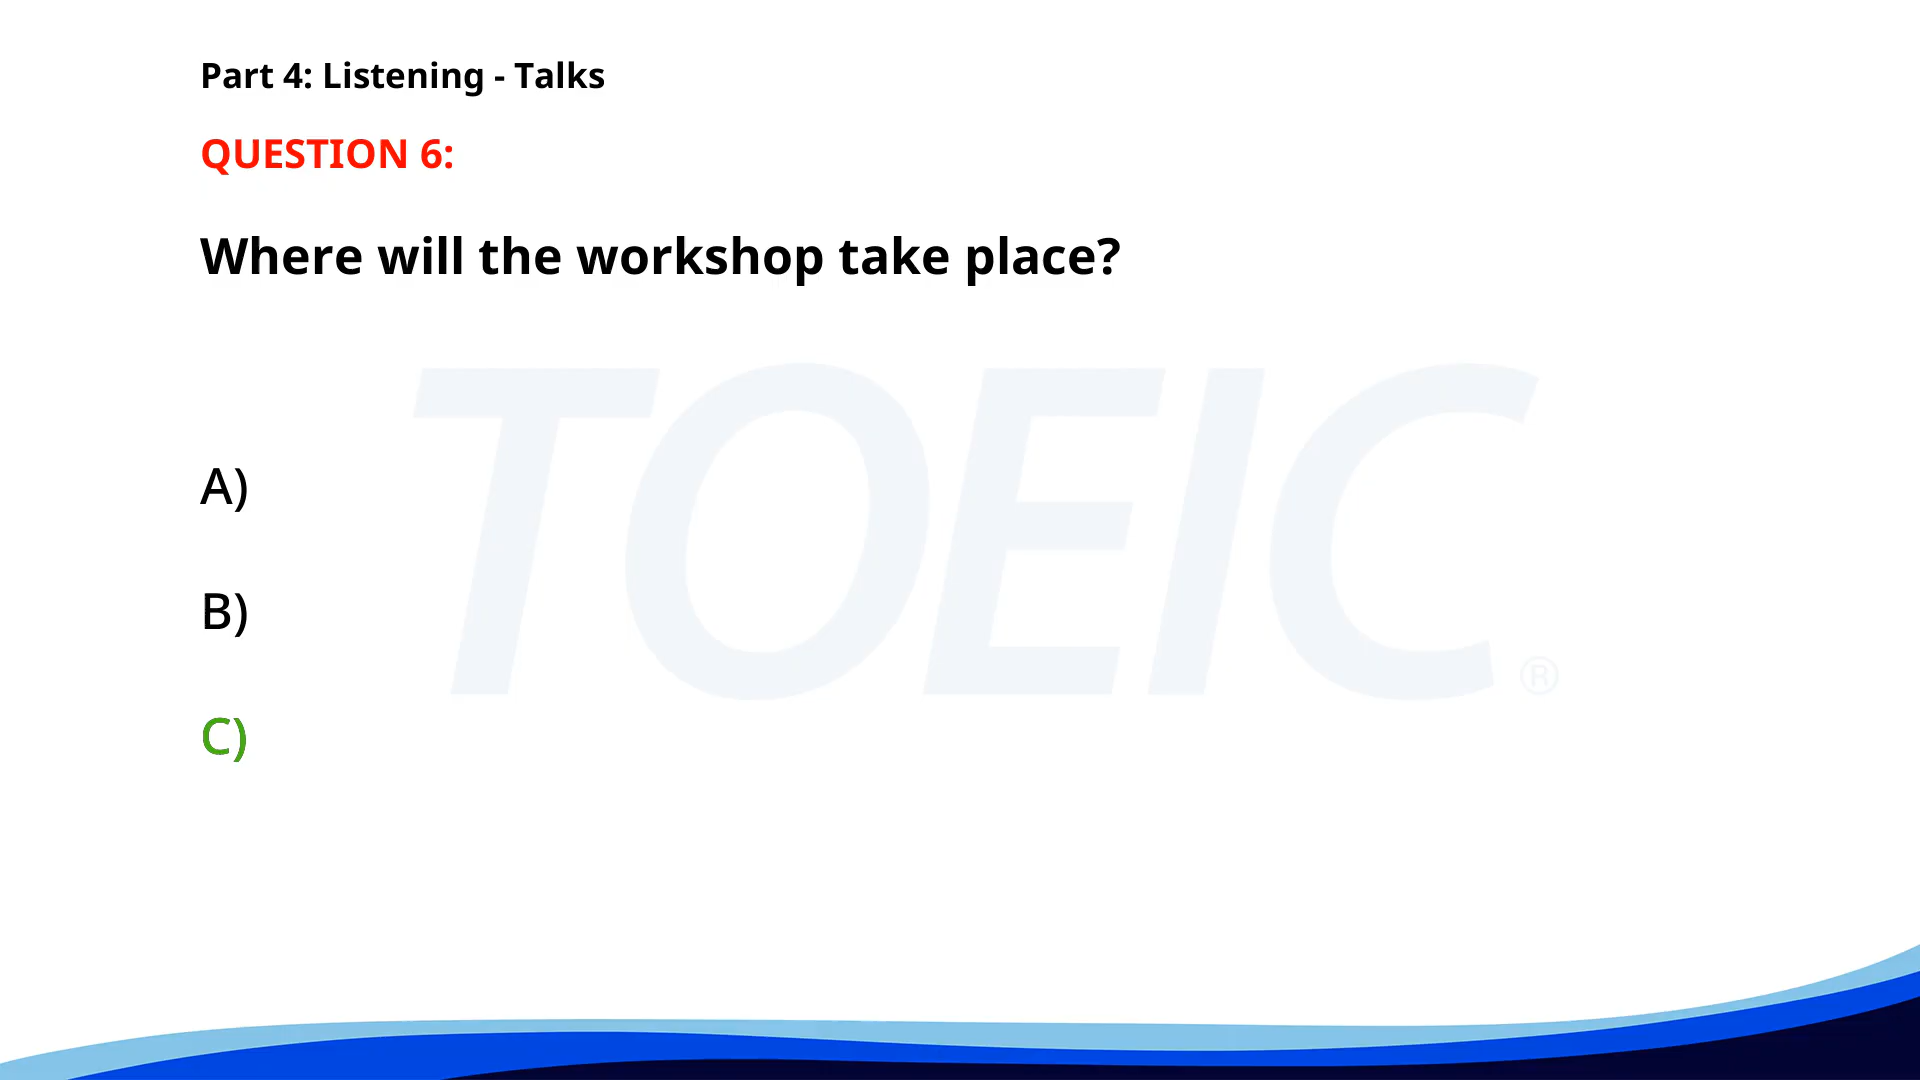 Part 4: Listening - Talks
QUESTION 6:
Where will the workshop take place?
TOEIC®
A)
B)
C)